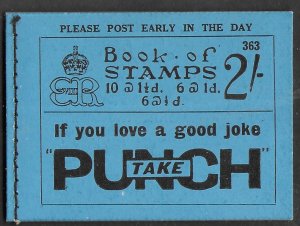 PLEASE POST EARLY IN THE DAY
363
Book of
STAMPS 2/-
10 @ 1½d. 6 @ 1d.
6 @ ½d.
If you love a good joke
"PUNCH"
TAKE